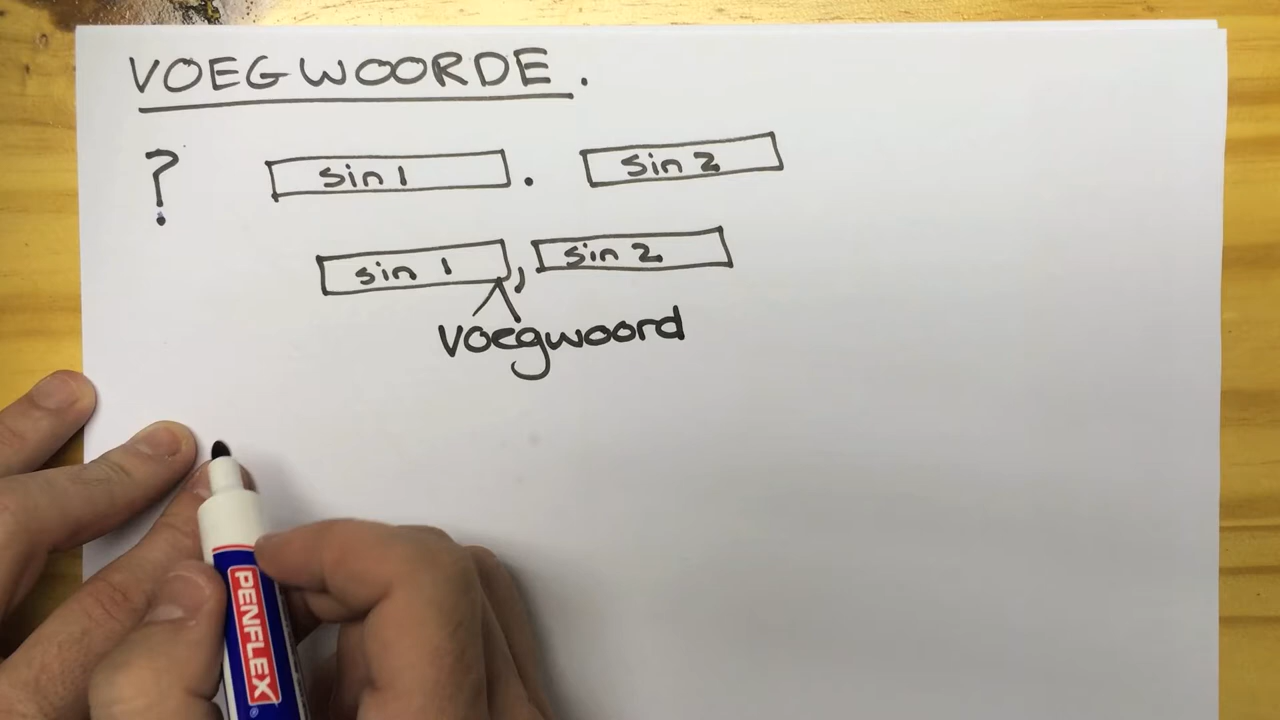 VOEGWOORDE.
? sin 1 . sin 2
sin 1 , sin 2
voegwoord
PENFLEX